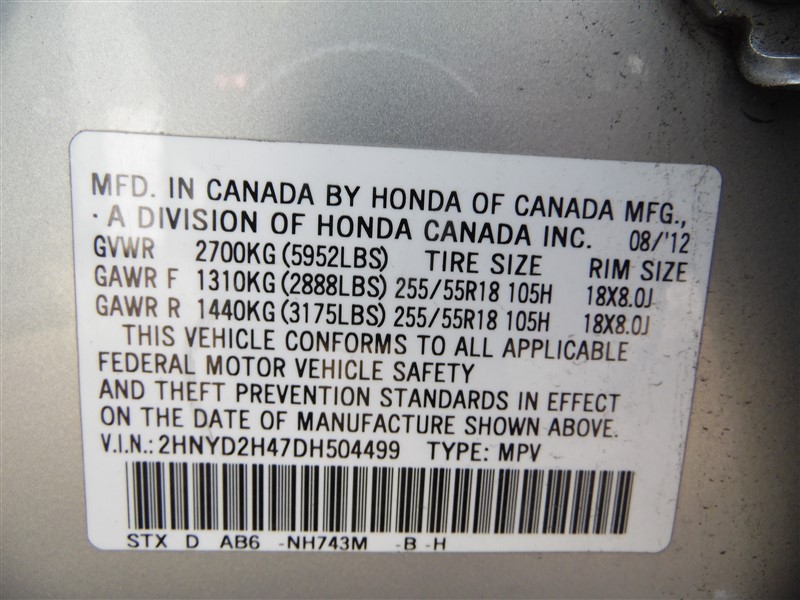 MFD. IN CANADA BY HONDA OF CANADA MFG.,
· A DIVISION OF HONDA CANADA INC. 08/'12
GVWR 2700KG (5952LBS) TIRE SIZE RIM SIZE
GAWR F 1310KG (2888LBS) 255/55R18 105H 18X8.0J
GAWR R 1440KG (3175LBS) 255/55R18 105H 18X8.0J
THIS VEHICLE CONFORMS TO ALL APPLICABLE
FEDERAL MOTOR VEHICLE SAFETY
AND THEFT PREVENTION STANDARDS IN EFFECT
ON THE DATE OF MANUFACTURE SHOWN ABOVE.
V.I.N.: 2HNYD2H47DH504499 TYPE: MPV
STX D AB6 -NH743M -B -H